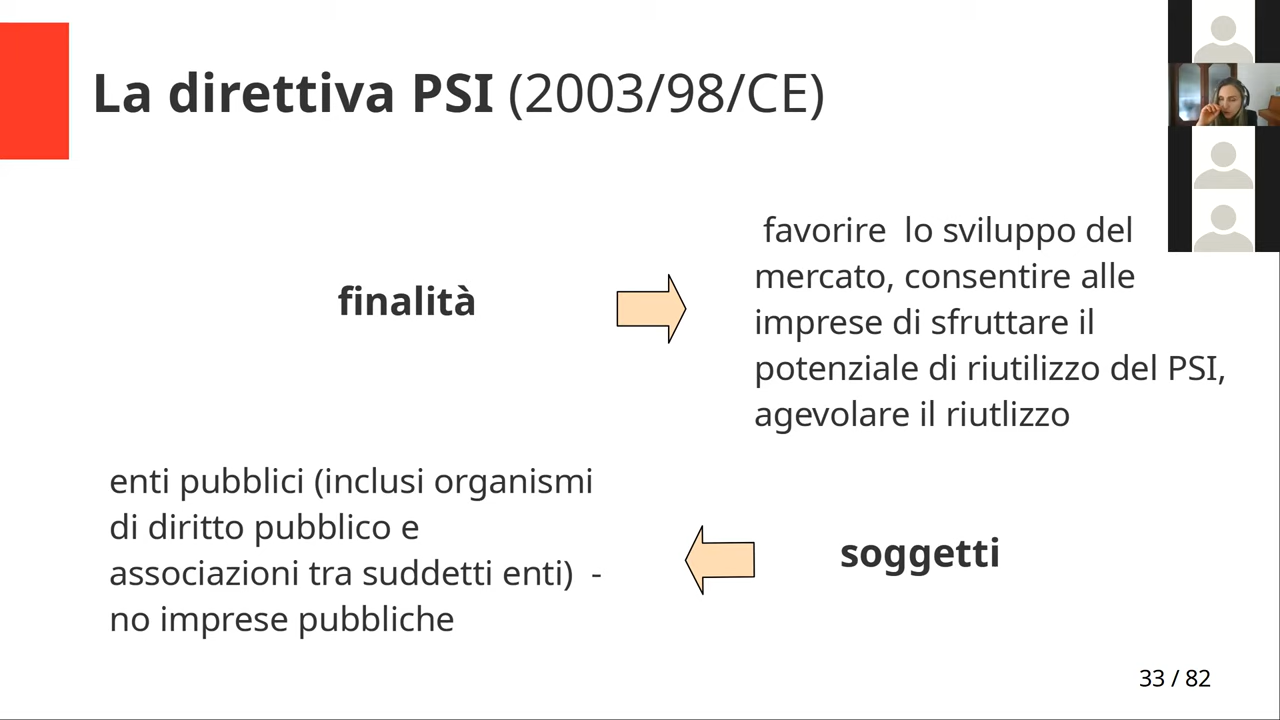 La direttiva PSI (2003/98/CE)
finalità
favorire lo sviluppo del
mercato, consentire alle
imprese di sfruttare il
potenziale di riutilizzo del PSI,
agevolare il riutlizzo
enti pubblici (inclusi organismi
di diritto pubblico e
associazioni tra suddetti enti) -
no imprese pubbliche
soggetti
33 / 82